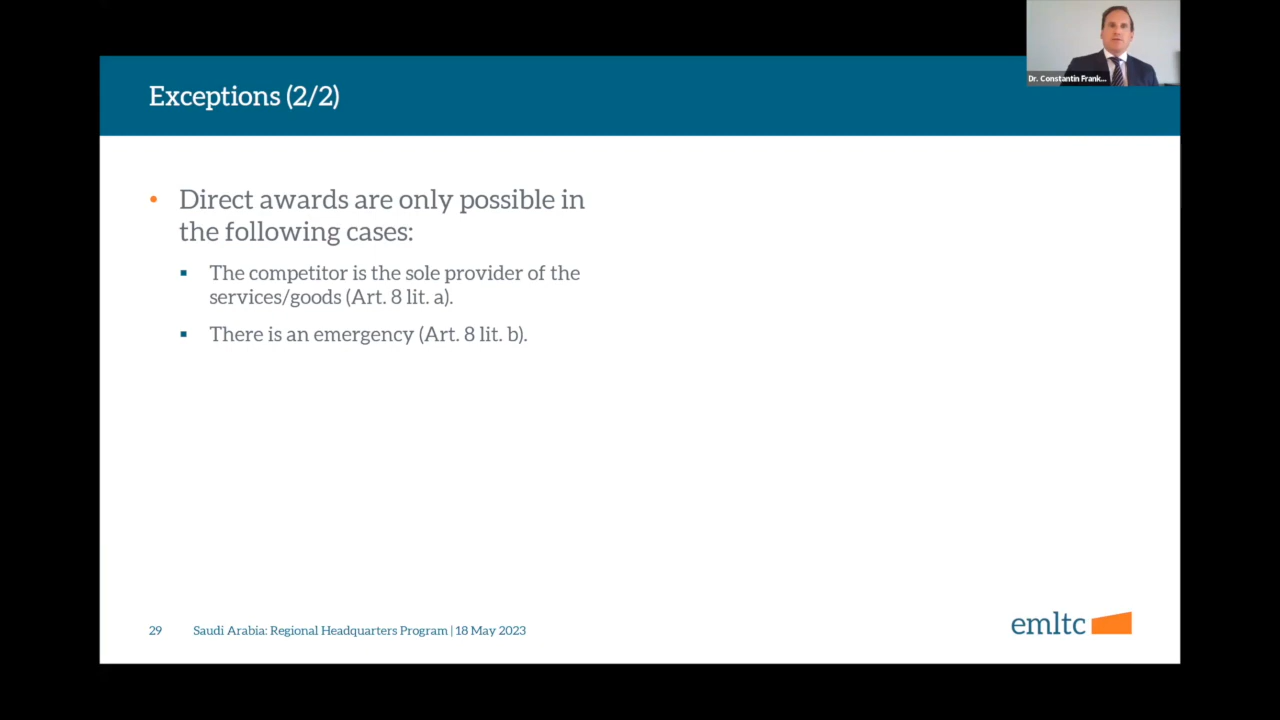 Exceptions (2/2)
Dr. Constantin Frank...
• Direct awards are only possible in
the following cases:
▪ The competitor is the sole provider of the
services/goods (Art. 8 lit. a).
▪ There is an emergency (Art. 8 lit. b).
29 Saudi Arabia: Regional Headquarters Program | 18 May 2023
emltc